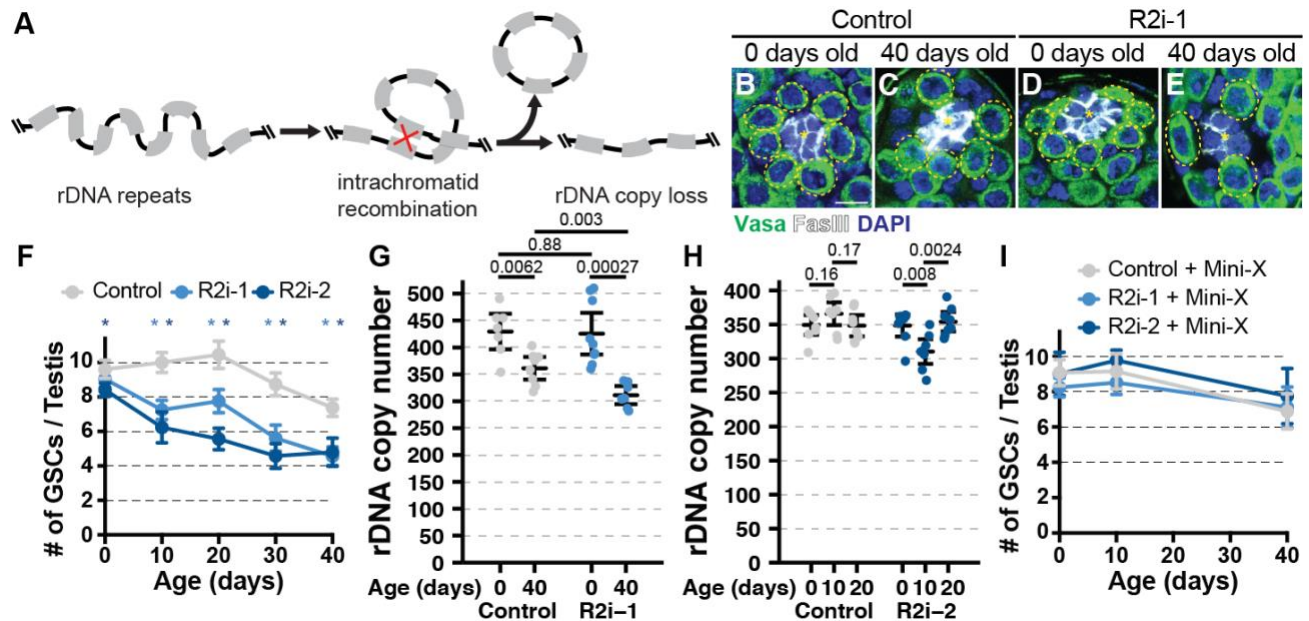 A
rDNA repeats
intrachromatid
recombination
rDNA copy loss
Control
R2i-1
0 days old
40 days old
0 days old
40 days old
B
C
D
E
*
*
*
*
Vasa FasIII DAPI
F
Control
R2i-1
R2i-2
* * * * * * * * *
# of GSCs / Testis
10
8
6
4
2
0
0 10 20 30 40
Age (days)
G
0.003
0.88
0.0062
0.00027
rDNA copy number
500
450
400
350
300
250
200
150
100
50
0
Age (days) 0 40 0 40
Control R2i–1
H
0.17
0.0024
0.16
0.008
rDNA copy number
400
350
300
250
200
150
100
50
0
Age (days) 0 10 20 0 10 20
Control R2i–2
I
Control + Mini-X
R2i-1 + Mini-X
R2i-2 + Mini-X
# of GSCs / Testis
10
8
6
4
2
0
0 10 20 30 40
Age (days)